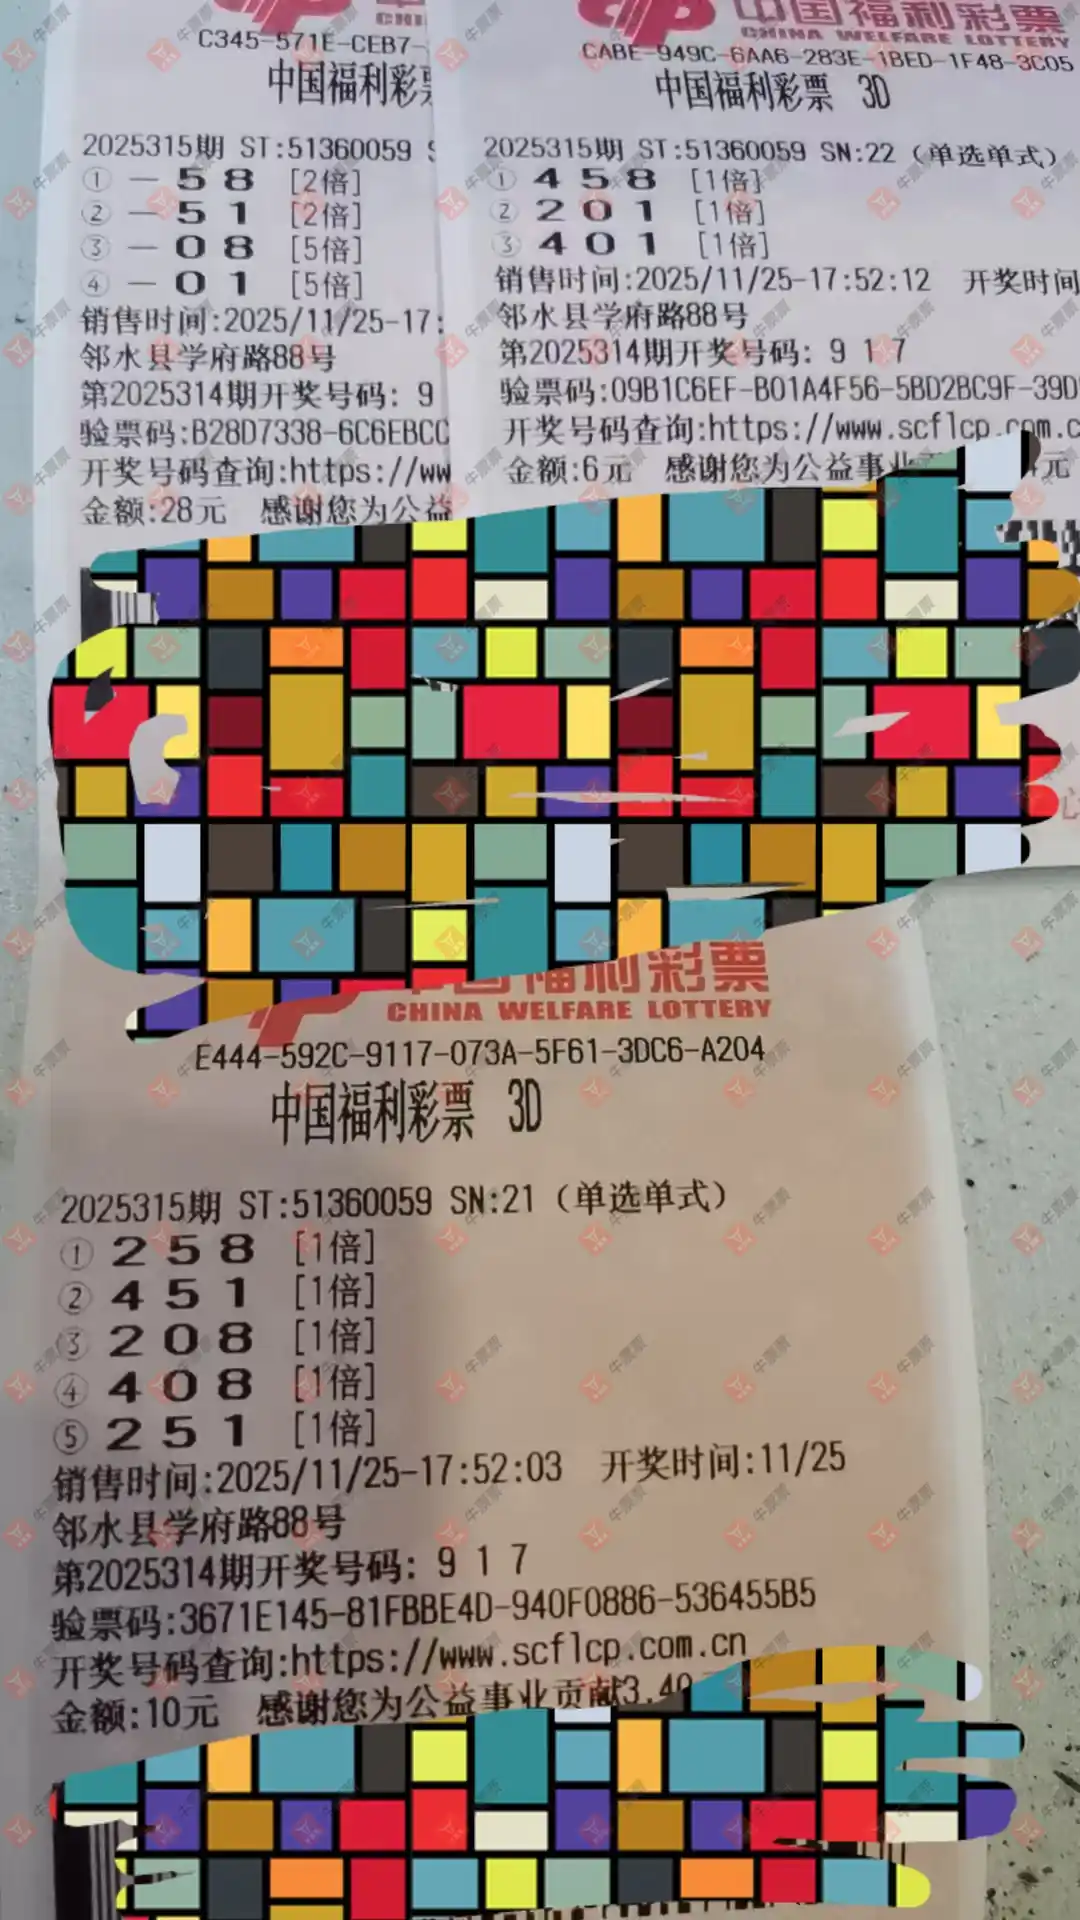 CHINA
C345-571E-CEB7-
中国福利彩票
2025315期 ST:51360059 S
① — 5 8 [2倍]
② — 5 1 [2倍]
③ — 0 8 [5倍]
④ — 0 1 [5倍]
销售时间:2025/11/25-17:
邻水县学府路88号
第2025314期开奖号码: 9
验票码:B28D7338-6C6EBCC
开奖号码查询:https://ww
金额:28元 感谢您为公益
中国福利彩票
CHINA WELFARE LOTTERY
CABE-949C-6AA6-283E-1BED-1F48-3C05
中国福利彩票 3D
2025315期 ST:51360059 SN:22 (单选单式)
① 4 5 8 [1倍]
② 2 0 1 [1倍]
③ 4 0 1 [1倍]
销售时间:2025/11/25-17:52:12 开奖时间
邻水县学府路88号
第2025314期开奖号码: 9 1 7
验票码:09B1C6EF-B01A4F56-5BD2BC9F-39D
开奖号码查询:https://www.scflcp.com.c
金额:6元 感谢您为公益事业 4元
中国福利彩票
CHINA WELFARE LOTTERY
E444-592C-9117-073A-5F61-3DC6-A204
中国福利彩票 3D
2025315期 ST:51360059 SN:21 (单选单式)
① 2 5 8 [1倍]
② 4 5 1 [1倍]
③ 2 0 8 [1倍]
④ 4 0 8 [1倍]
⑤ 2 5 1 [1倍]
销售时间:2025/11/25-17:52:03 开奖时间:11/25
邻水县学府路88号
第2025314期开奖号码: 9 1 7
验票码:3671E145-81FBBE4D-940F0886-536455B5
开奖号码查询:https://www.scflcp.com.cn
金额:10元 感谢您为公益事业贡献3.40
牛票票